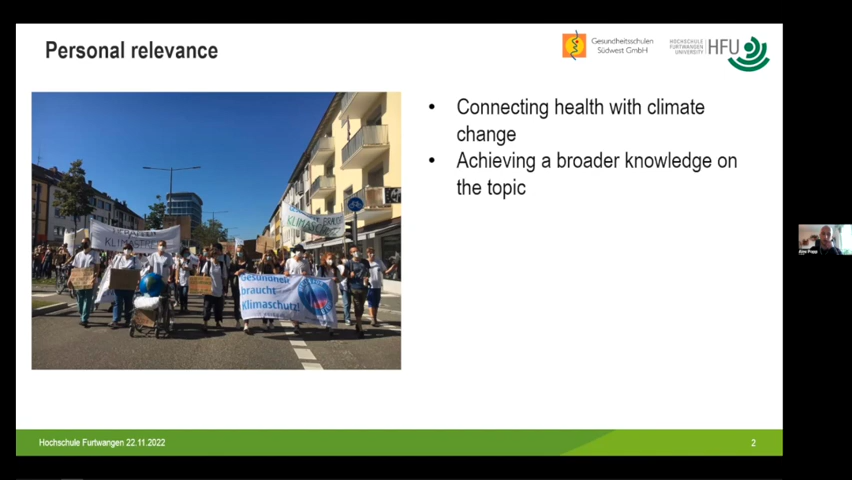 Personal relevance
Gesundheitsschulen
Südwest GmbH
HOCHSCHULE
FURTWANGEN
UNIVERSITY
HFU
• Connecting health with climate
change
• Achieving a broader knowledge on
the topic
KLIMASCHUTZ
Gesundheit
braucht
Klimaschutz!
Hochschule Furtwangen 22.11.2022
2